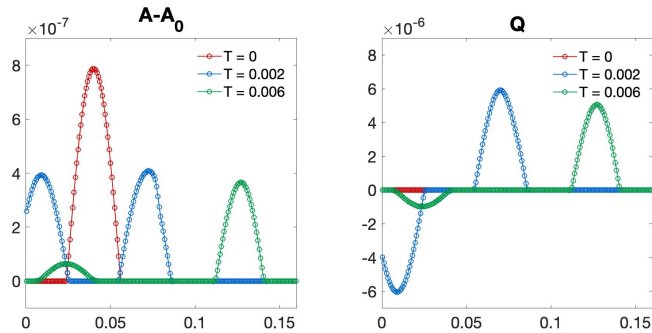 A-A₀
×10⁻⁷
8
6
4
2
0
0
0.05
0.1
0.15
T = 0
T = 0.002
T = 0.006
Q
×10⁻⁶
8
6
4
2
0
-2
-4
-6
0
0.05
0.1
0.15
T = 0
T = 0.002
T = 0.006